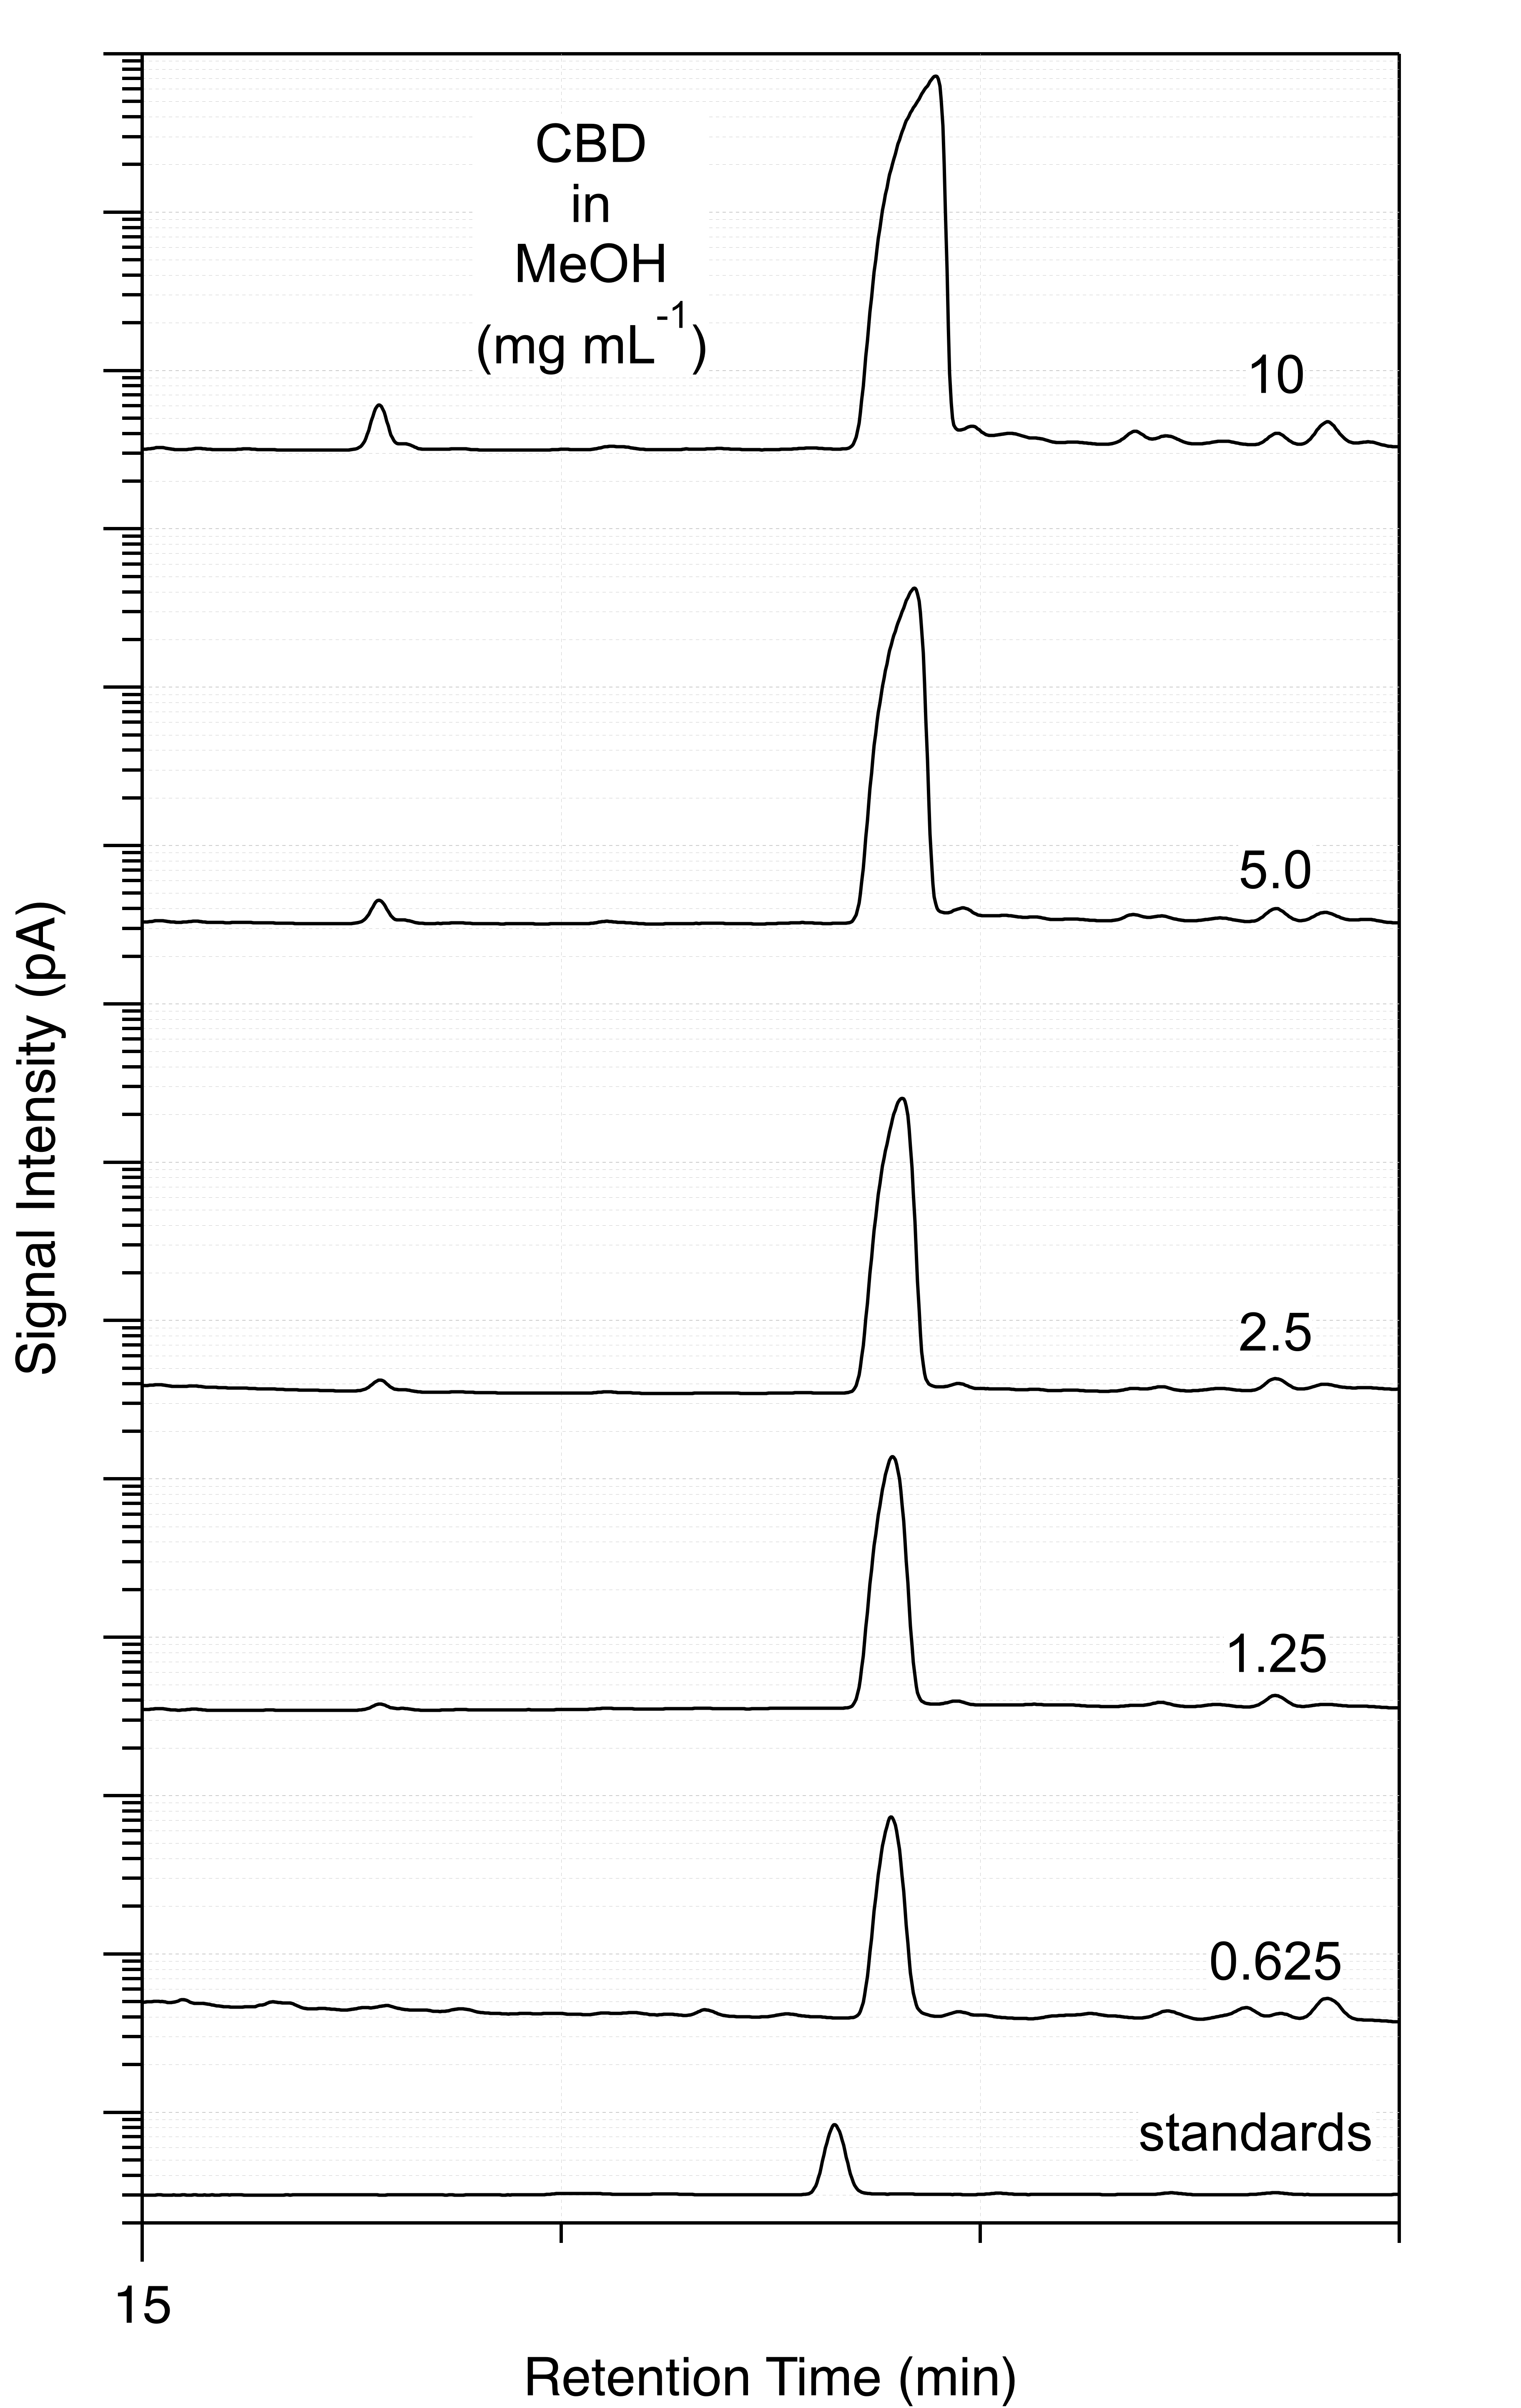 CBD
in
MeOH
(mg mL-1)
10
5.0
2.5
1.25
0.625
standards
Signal Intensity (pA)
15
Retention Time (min)